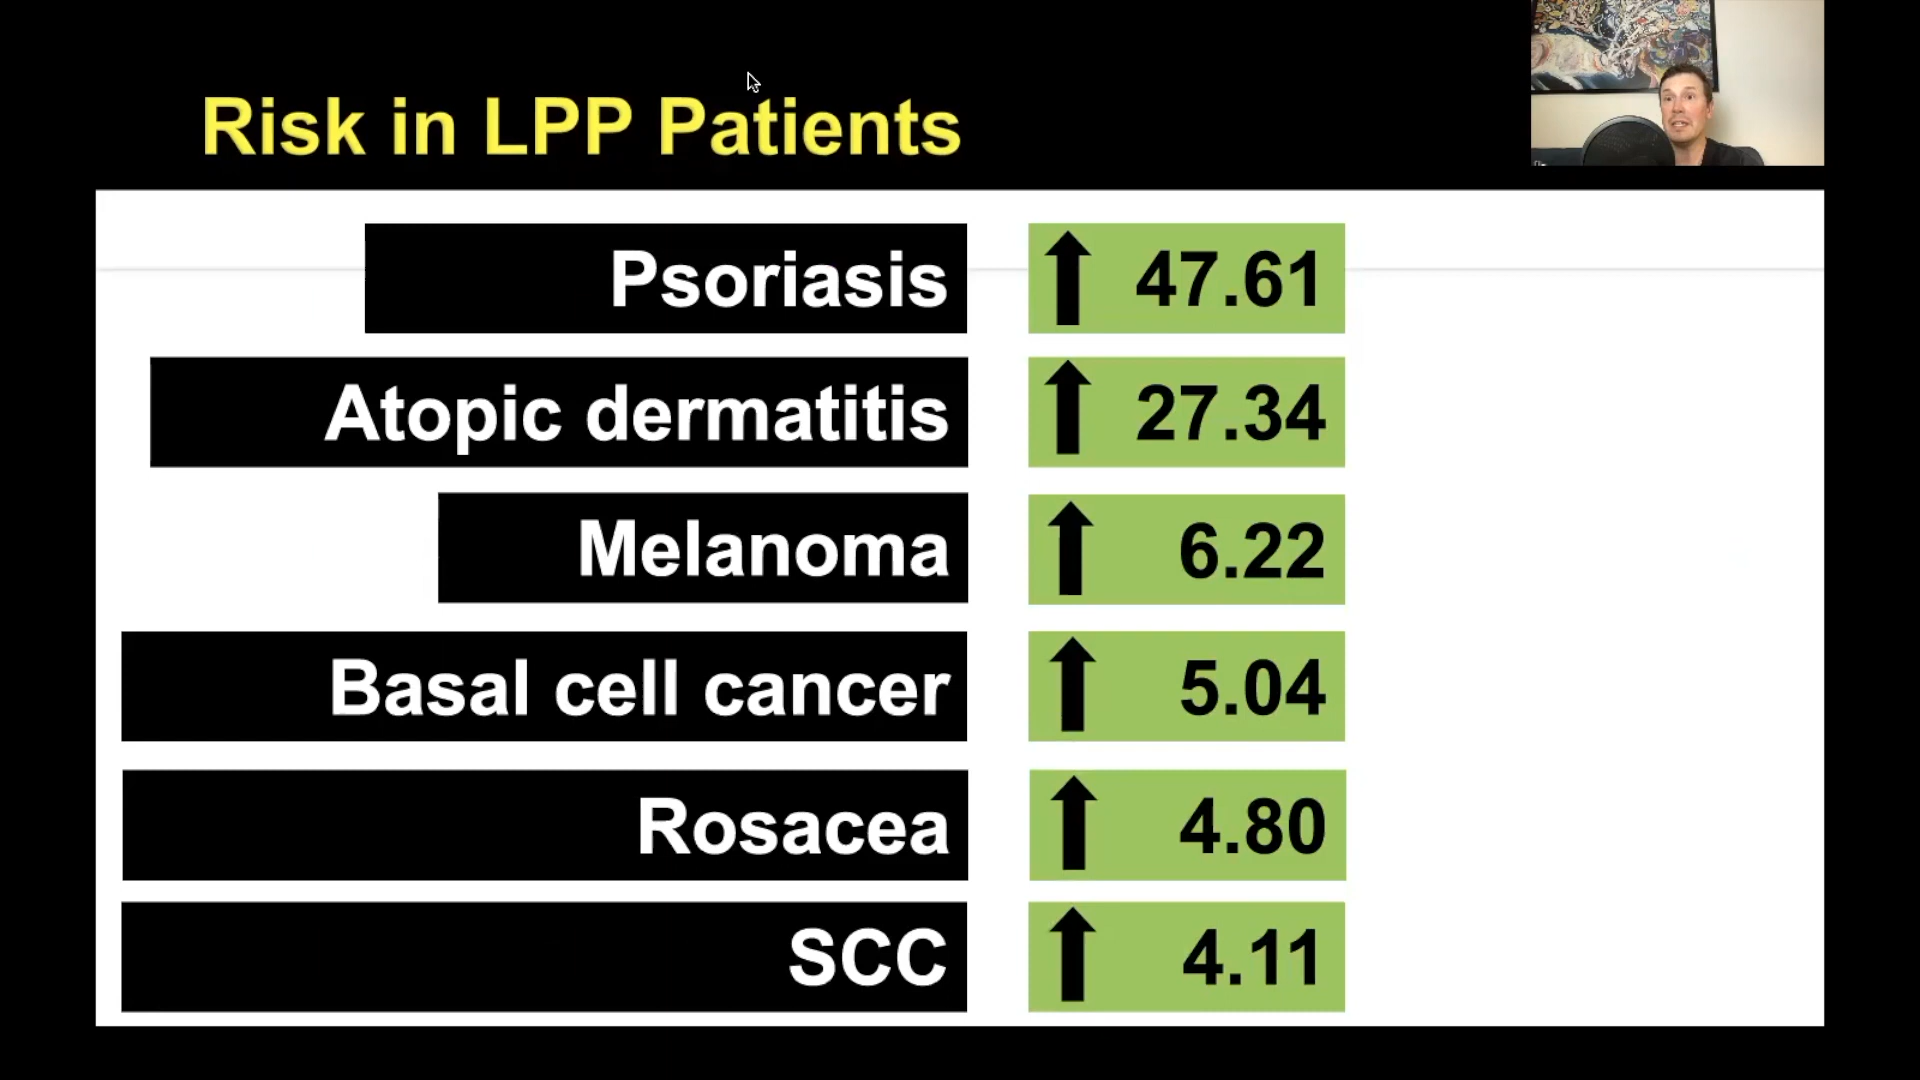 Risk in LPP Patients
Psoriasis 47.61
Atopic dermatitis 27.34
Melanoma 6.22
Basal cell cancer 5.04
Rosacea 4.80
SCC 4.11